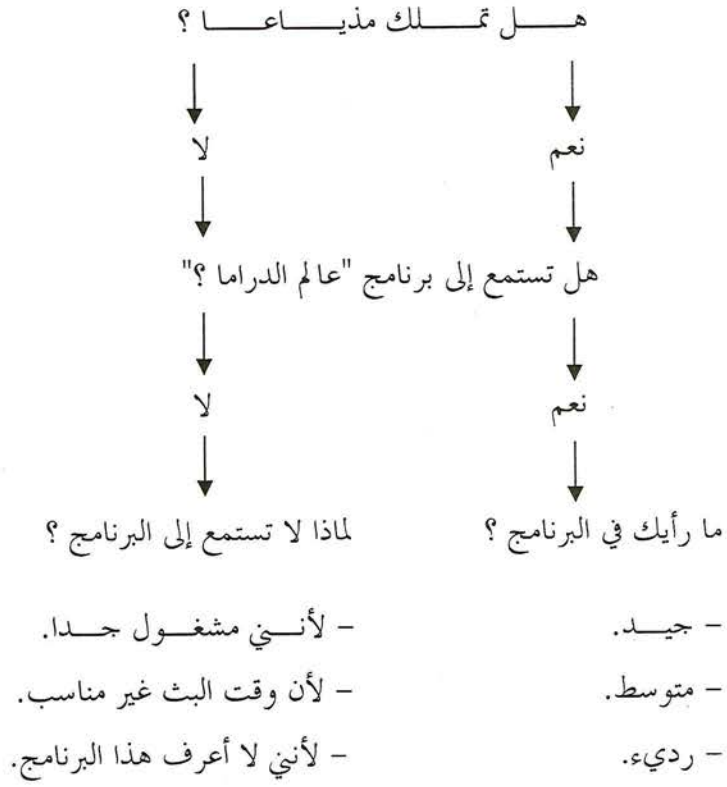 هل تملك مذياعا ؟
نعم لا
هل تستمع إلى برنامج "عالم الدراما ؟"
نعم لا
ما رأيك في البرنامج ؟ لماذا لا تستمع إلى البرنامج ؟
– جيد. – لأنني مشغول جدا.
– متوسط. – لأن وقت البث غير مناسب.
– رديء. – لأنني لا أعرف هذا البرنامج.